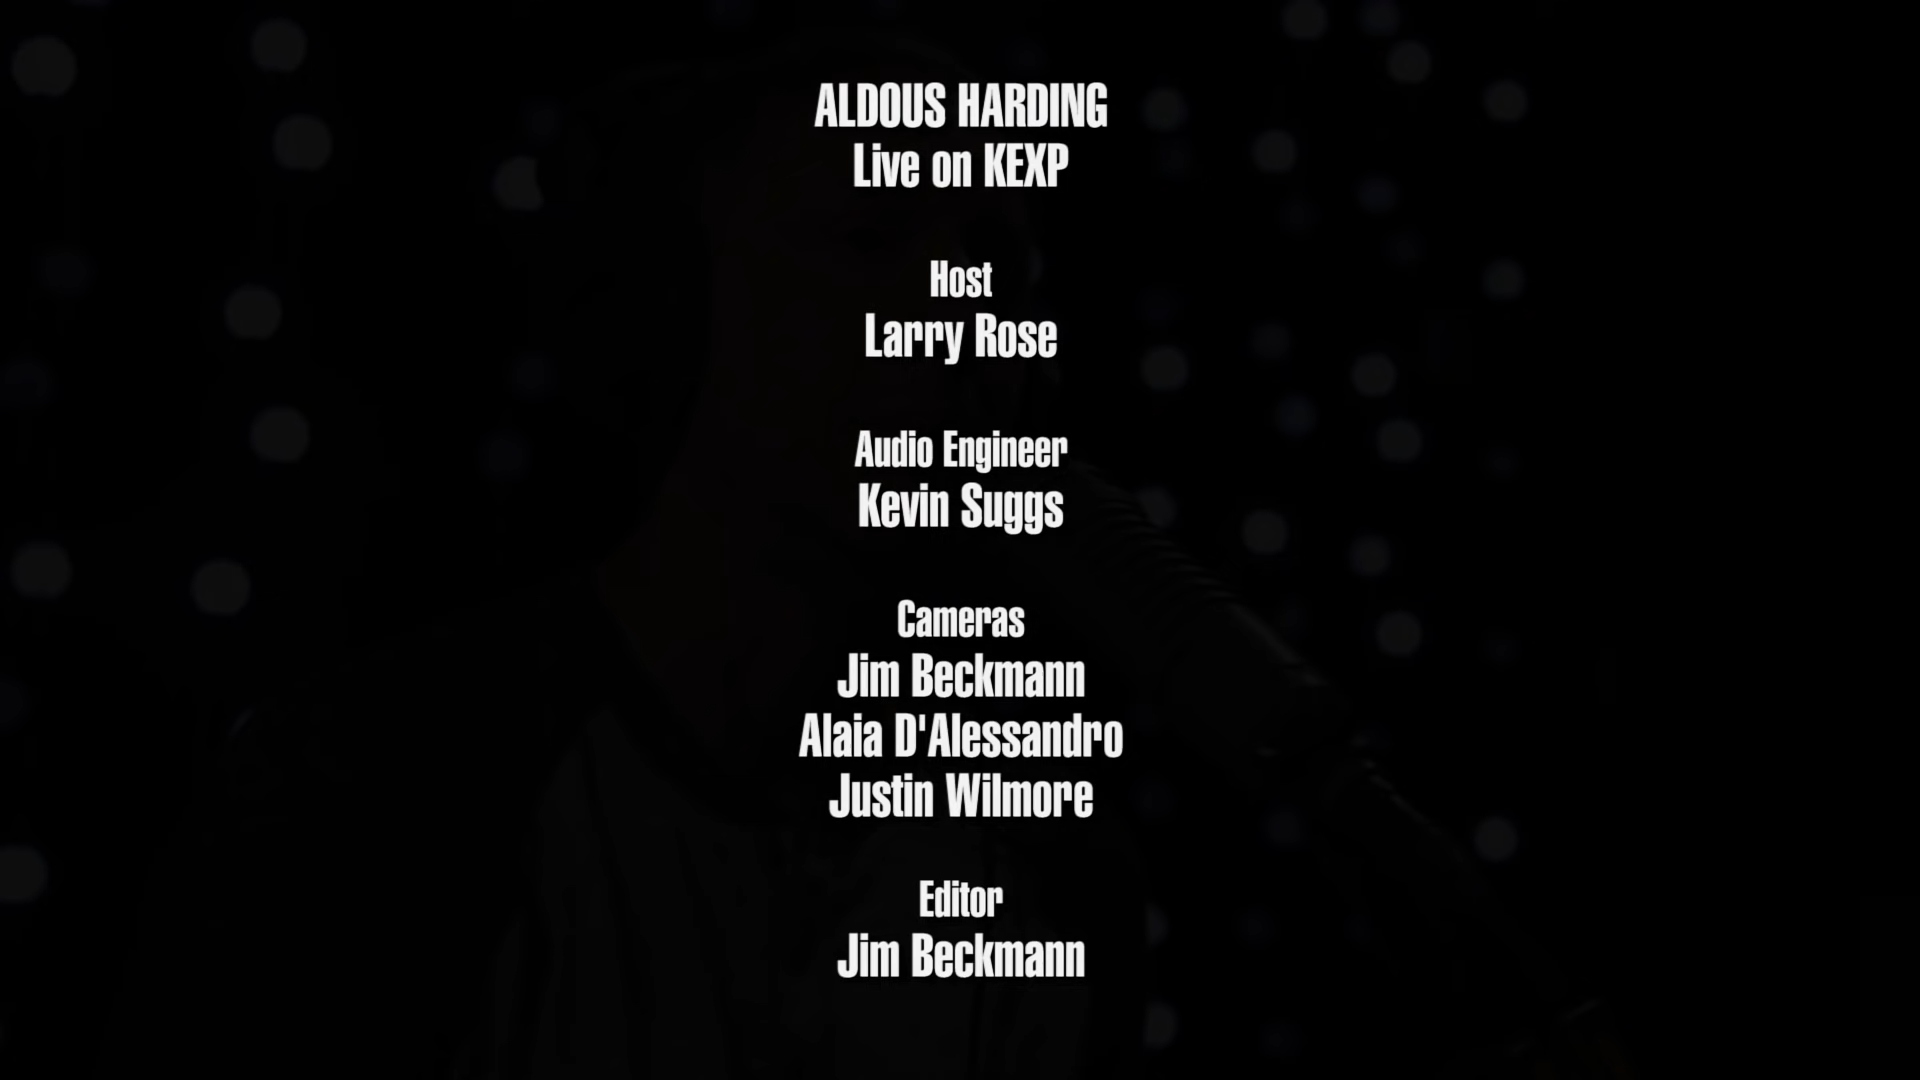 ALDOUS HARDING
Live on KEXP
Host
Larry Rose
Audio Engineer
Kevin Suggs
Cameras
Jim Beckmann
Alaia D'Alessandro
Justin Wilmore
Editor
Jim Beckmann